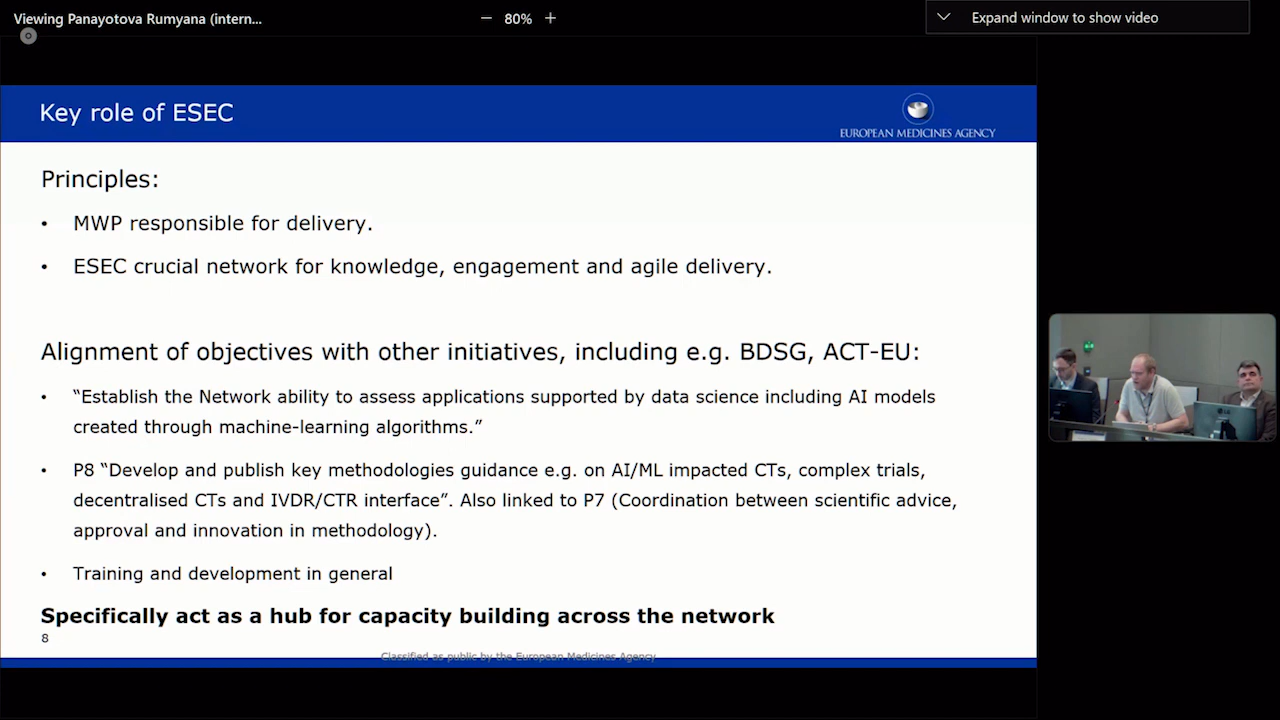 Viewing Panayotova Rumyana (intern...
− 80% +
Expand window to show video
Key role of ESEC
EUROPEAN MEDICINES AGENCY
Principles:
• MWP responsible for delivery.
• ESEC crucial network for knowledge, engagement and agile delivery.
Alignment of objectives with other initiatives, including e.g. BDSG, ACT-EU:
• “Establish the Network ability to assess applications supported by data science including AI models
created through machine-learning algorithms.”
• P8 “Develop and publish key methodologies guidance e.g. on AI/ML impacted CTs, complex trials,
decentralised CTs and IVDR/CTR interface”. Also linked to P7 (Coordination between scientific advice,
approval and innovation in methodology).
• Training and development in general
Specifically act as a hub for capacity building across the network
8
Classified as public by the European Medicines Agency